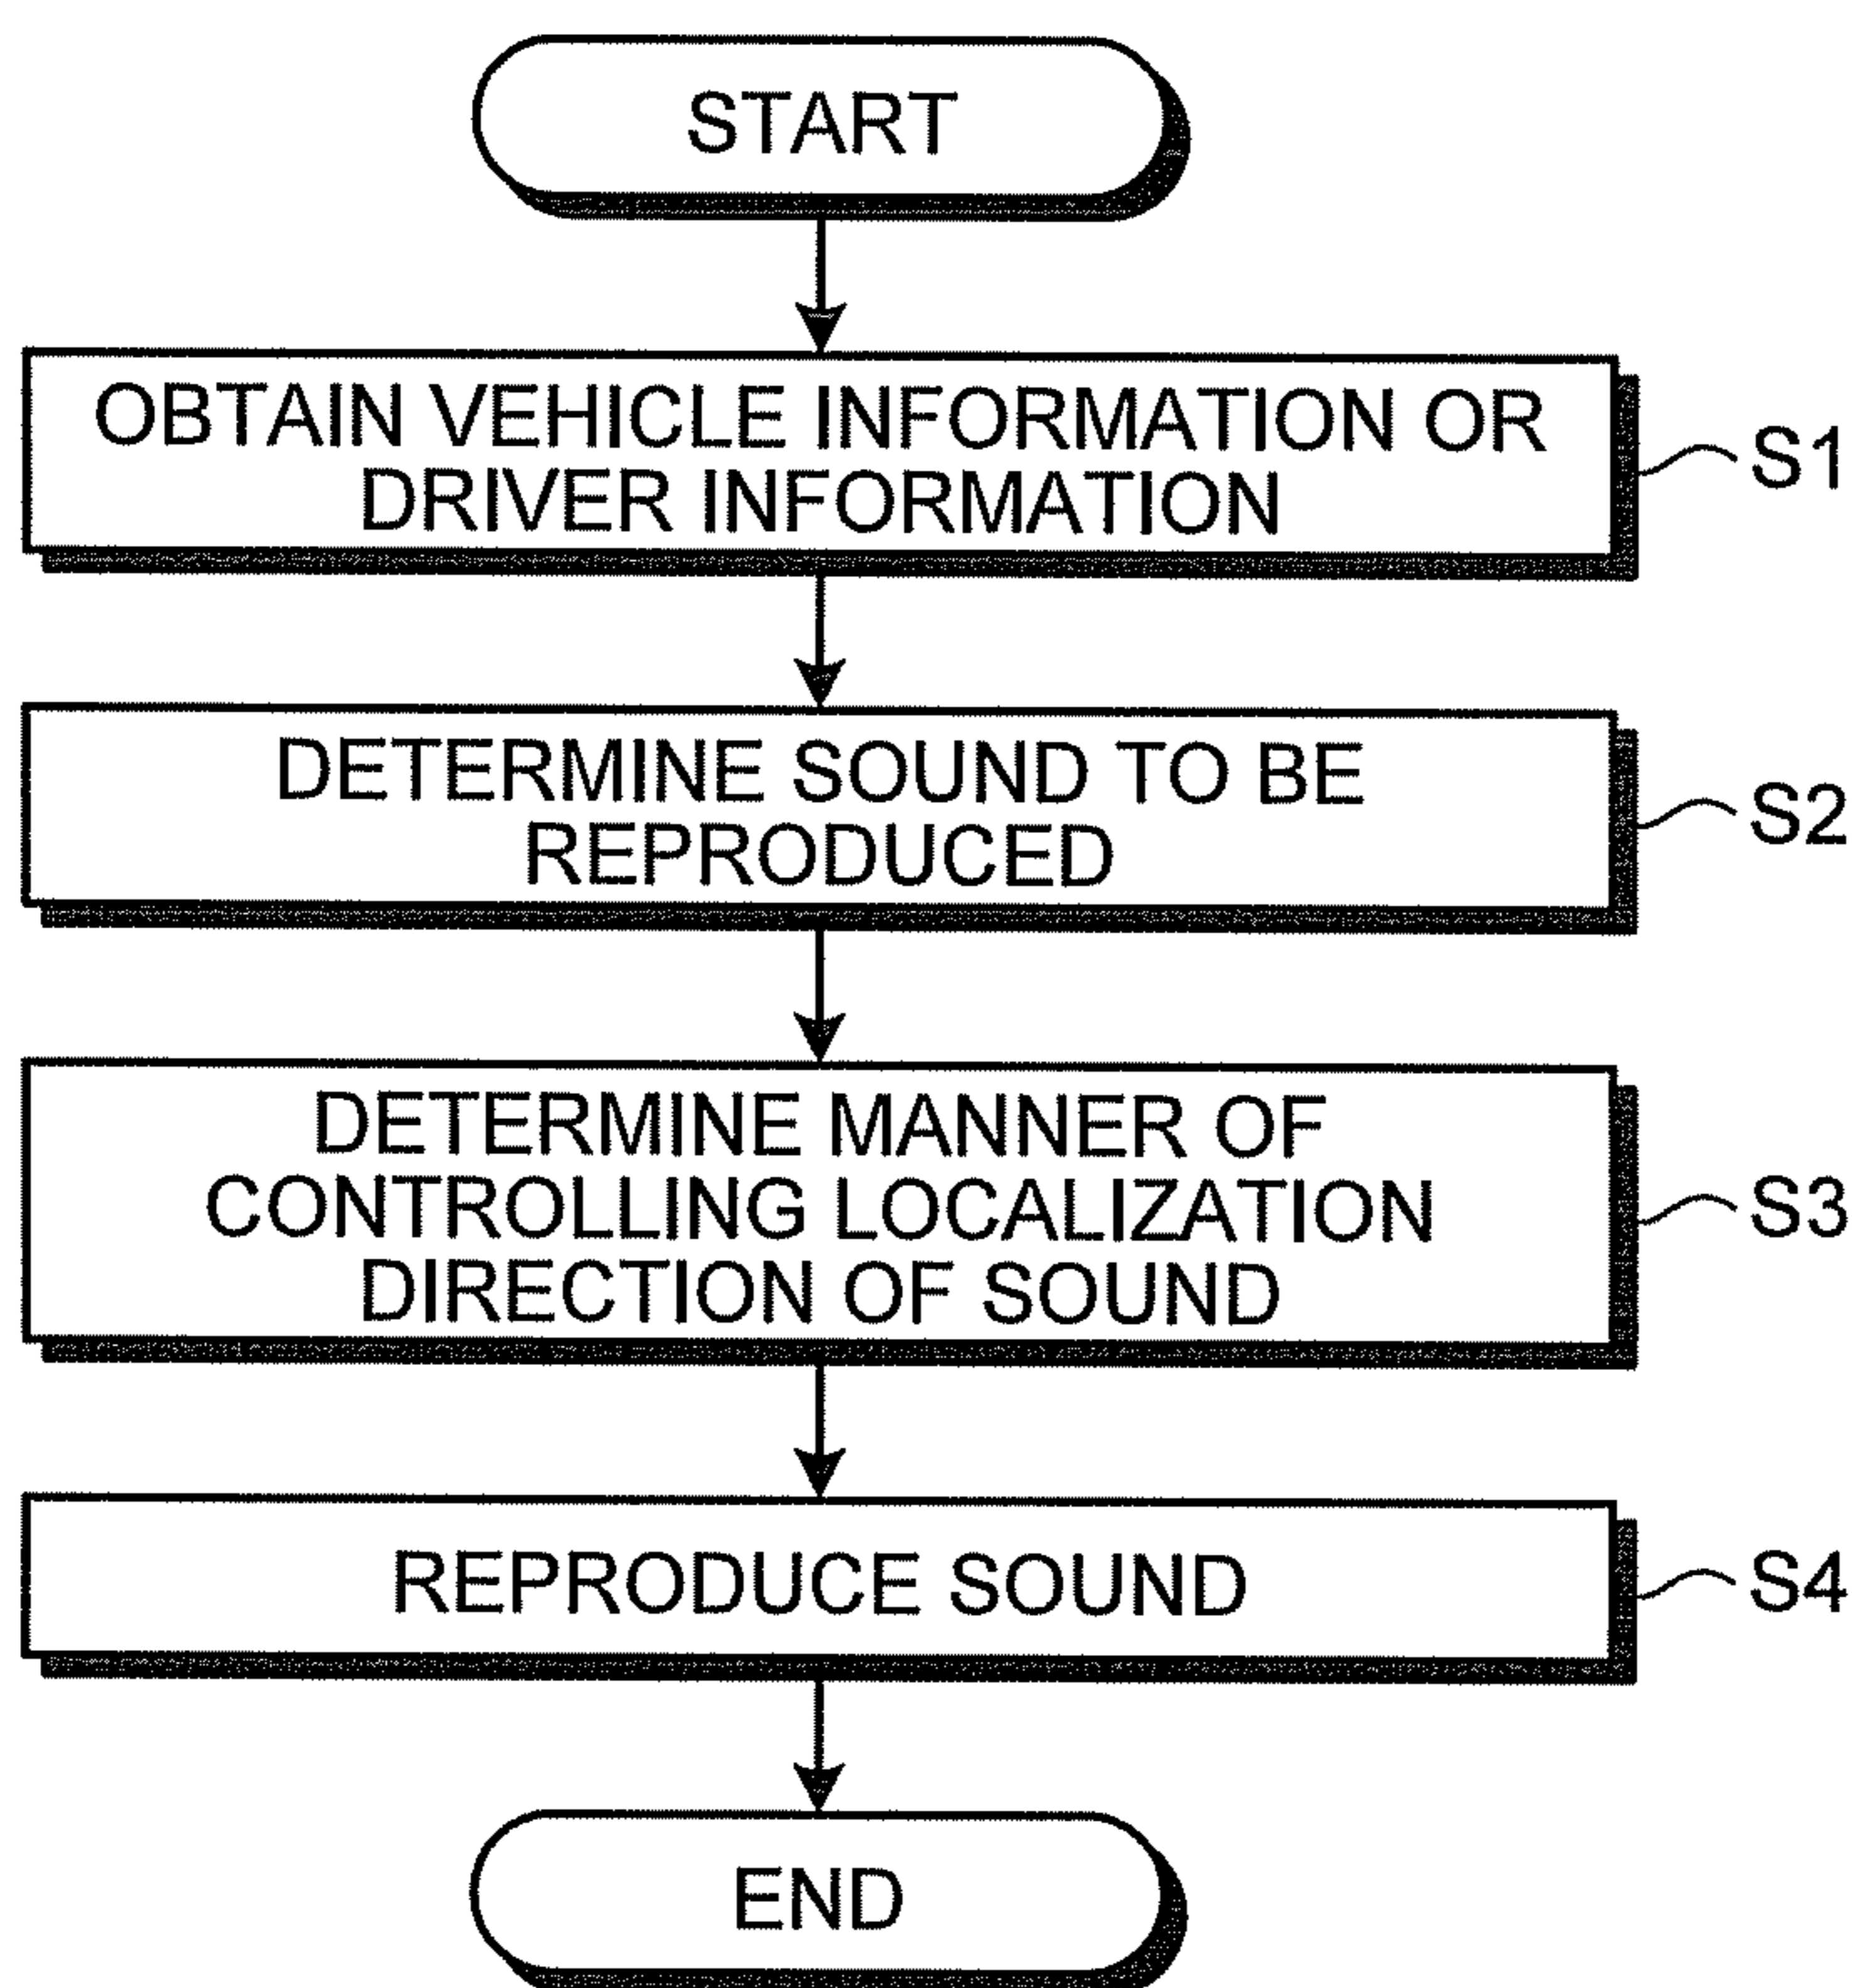 START
OBTAIN VEHICLE INFORMATION OR
DRIVER INFORMATION
S1
DETERMINE SOUND TO BE
REPRODUCED
S2
DETERMINE MANNER OF
CONTROLLING LOCALIZATION
DIRECTION OF SOUND
S3
REPRODUCE SOUND
S4
END